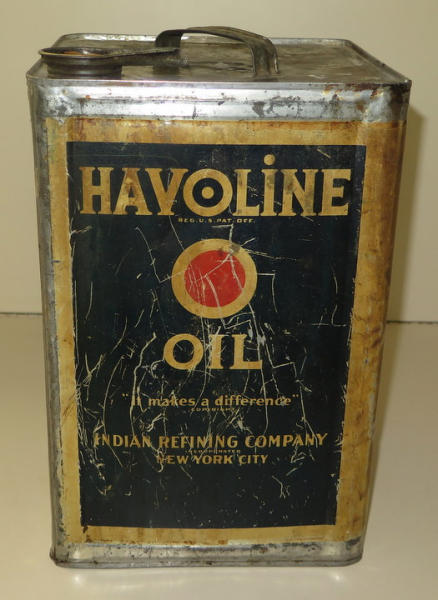 HAVOLINE
REG. U.S. PAT. OFF.
OIL
"It makes a difference"
COPYRIGHT
INDIAN REFINING COMPANY
INCORPORATED
NEW YORK CITY